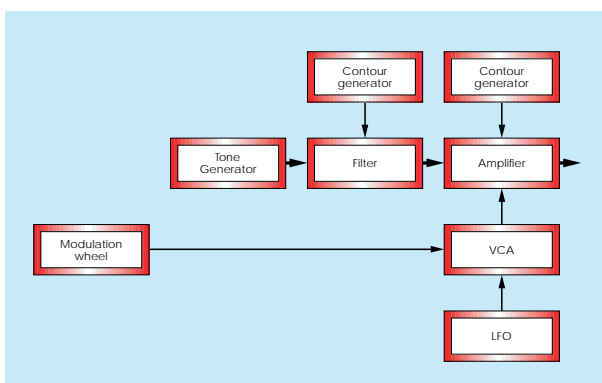 Contour
generator
Contour
generator
Tone
Generator
Filter
Amplifier
Modulation
wheel
VCA
LFO